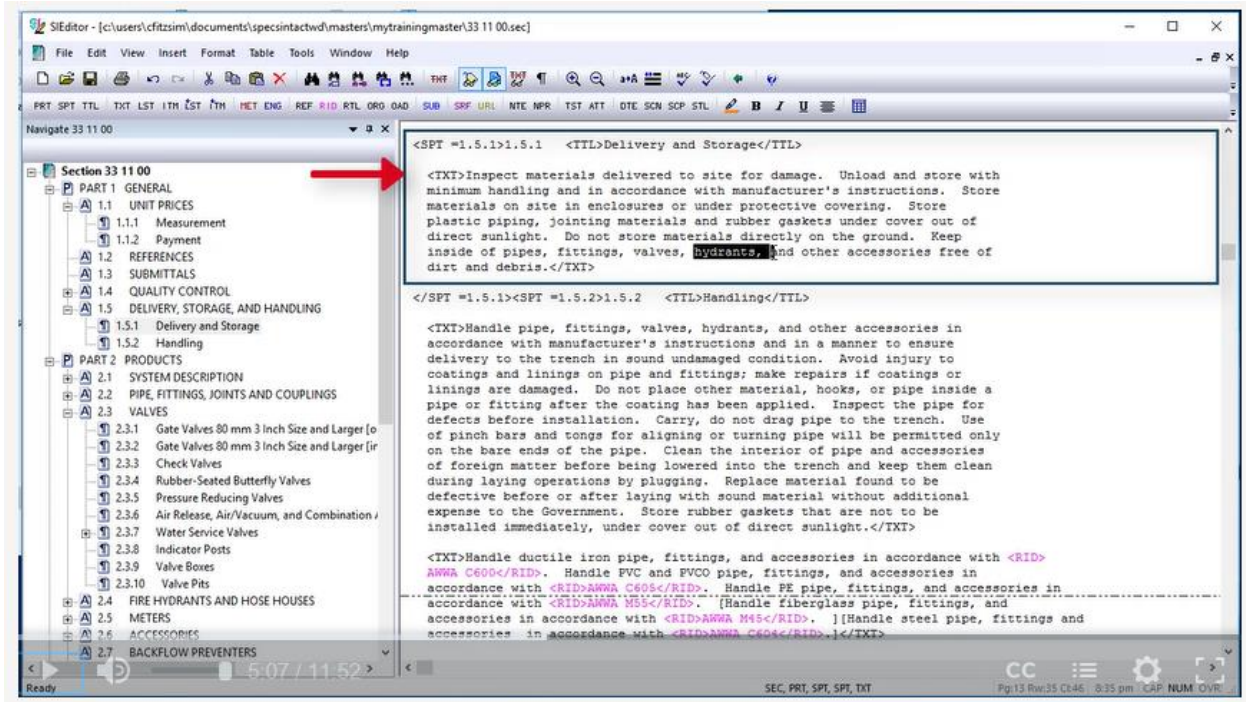 SIEditor - [c:\users\cfitzsim\documents\specsintactwd\masters\mytrainingmaster\33 11 00.sec]
File Edit View Insert Format Table Tools Window Help
PRT SPT TTL TXT LST ITM LST ITM MET ENG REF RID RTL ORG OAD SUB SRF URL NTE NPR TST ATT DTE SCN SCP STL B I U
Navigate 33 11 00
Section 33 11 00
PART 1 GENERAL
1.1 UNIT PRICES
1.1.1 Measurement
1.1.2 Payment
1.2 REFERENCES
1.3 SUBMITTALS
1.4 QUALITY CONTROL
1.5 DELIVERY, STORAGE, AND HANDLING
1.5.1 Delivery and Storage
1.5.2 Handling
PART 2 PRODUCTS
2.1 SYSTEM DESCRIPTION
2.2 PIPE, FITTINGS, JOINTS AND COUPLINGS
2.3 VALVES
2.3.1 Gate Valves 80 mm 3 Inch Size and Larger [o
2.3.2 Gate Valves 80 mm 3 Inch Size and Larger [ir
2.3.3 Check Valves
2.3.4 Rubber-Seated Butterfly Valves
2.3.5 Pressure Reducing Valves
2.3.6 Air Release, Air/Vacuum, and Combination
2.3.7 Water Service Valves
2.3.8 Indicator Posts
2.3.9 Valve Boxes
2.3.10 Valve Pits
2.4 FIRE HYDRANTS AND HOSE HOUSES
2.5 METERS
2.6 ACCESSORIES
2.7 BACKFLOW PREVENTERS
<SPT =1.5.1>1.5.1 <TTL>Delivery and Storage</TTL>
<TXT>Inspect materials delivered to site for damage. Unload and store with
minimum handling and in accordance with manufacturer's instructions. Store
materials on site in enclosures or under protective covering. Store
plastic piping, jointing materials and rubber gaskets under cover out of
direct sunlight. Do not store materials directly on the ground. Keep
inside of pipes, fittings, valves, hydrants, and other accessories free of
dirt and debris.</TXT>
</SPT =1.5.1><SPT =1.5.2>1.5.2 <TTL>Handling</TTL>
<TXT>Handle pipe, fittings, valves, hydrants, and other accessories in
accordance with manufacturer's instructions and in a manner to ensure
delivery to the trench in sound undamaged condition. Avoid injury to
coatings and linings on pipe and fittings; make repairs if coatings or
linings are damaged. Do not place other material, hooks, or pipe inside a
pipe or fitting after the coating has been applied. Inspect the pipe for
defects before installation. Carry, do not drag pipe to the trench. Use
of pinch bars and tongs for aligning or turning pipe will be permitted only
on the bare ends of the pipe. Clean the interior of pipe and accessories
of foreign matter before being lowered into the trench and keep them clean
during laying operations by plugging. Replace material found to be
defective before or after laying with sound material without additional
expense to the Government. Store rubber gaskets that are not to be
installed immediately, under cover out of direct sunlight.</TXT>
<TXT>Handle ductile iron pipe, fittings, and accessories in accordance with <RID>
AWWA C600</RID>. Handle PVC and PVCO pipe, fittings, and accessories in
accordance with <RID>AWWA C605</RID>. Handle PE pipe, fittings, and accessories in
accordance with <RID>AWWA M55</RID>. [Handle fiberglass pipe, fittings, and
accessories in accordance with <RID>AWWA M45</RID>. ][Handle steel pipe, fittings and
accessories in accordance with <RID>AWWA C604</RID>.]</TXT>
5:07 / 11:52
CC
Ready
SEC, PRT, SPT, SPT, TXT
Pg:13 Rw:35 Cl:46 8:35 pm CAP NUM OVR